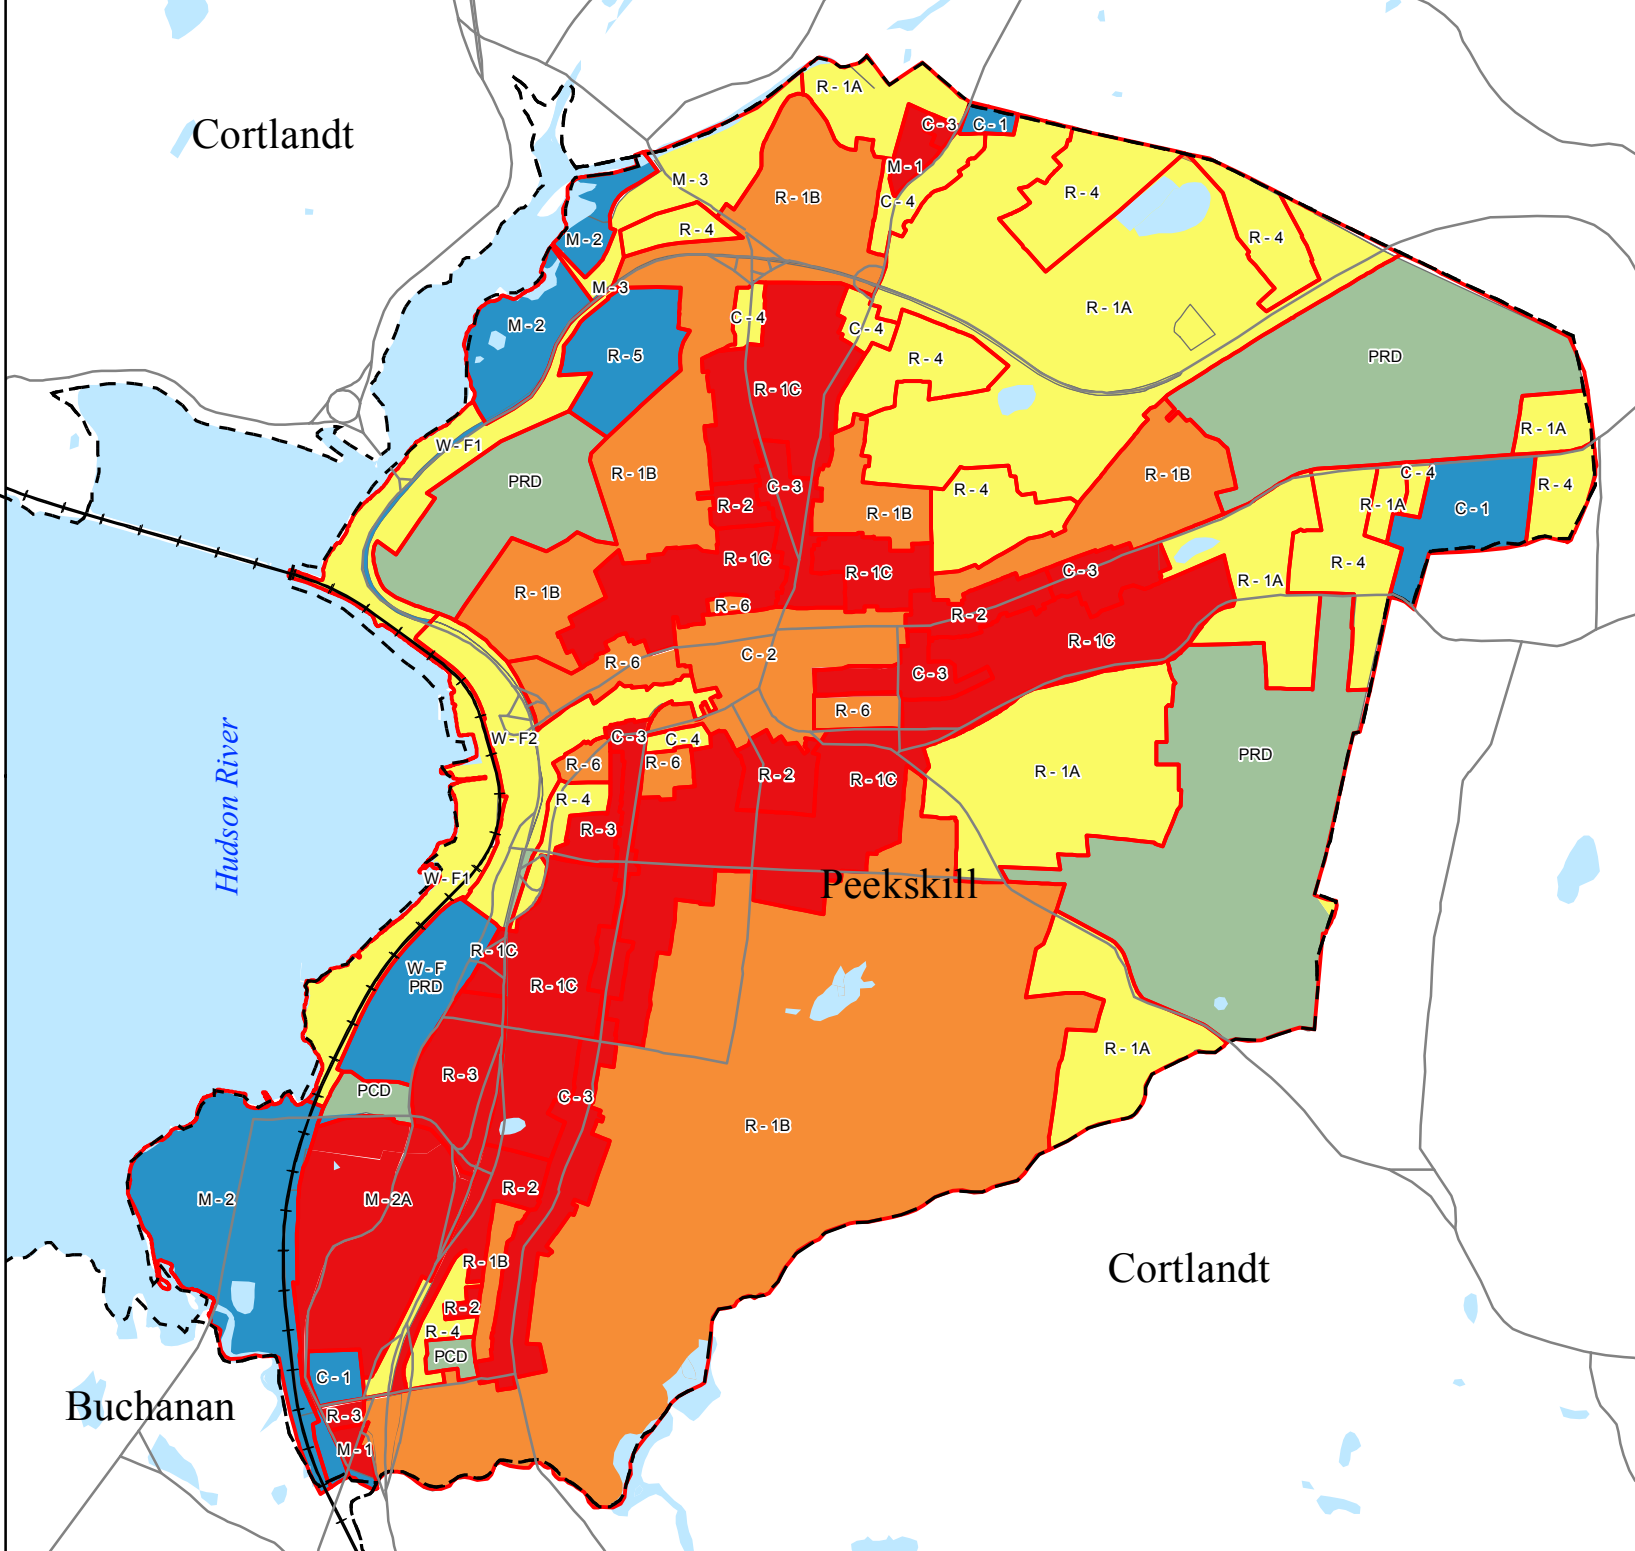 R - 1A
C - 3
C - 1
Cortlandt
M - 1
M - 3
R - 1B
R - 4
C - 4
R - 4
M - 2
R - 4
M - 3
R - 1A
C - 4
M - 2
C - 4
R - 5
R - 4
PRD
R - 1C
R - 1A
W - F1
PRD
R - 1B
R - 1B
C - 4
C - 3
R - 4
R - 4
R - 2
R - 1A
C - 1
R - 1B
R - 1C
R - 1C
C - 3
R - 4
R - 1A
R - 1B
R - 6
R - 2
R - 1C
C - 2
R - 6
C - 3
R - 6
W - F2
C - 3
C - 4
PRD
R - 6
R - 6
R - 2
R - 1C
R - 1A
Hudson River
R - 4
R - 3
W - F1
Peekskill
R - 1C
W - F
PRD
R - 1C
R - 1A
R - 3
PCD
C - 3
R - 1B
R - 2
M - 2
M - 2A
R - 1B
Cortlandt
R - 2
R - 4
PCD
C - 1
Buchanan
R - 3
M - 1